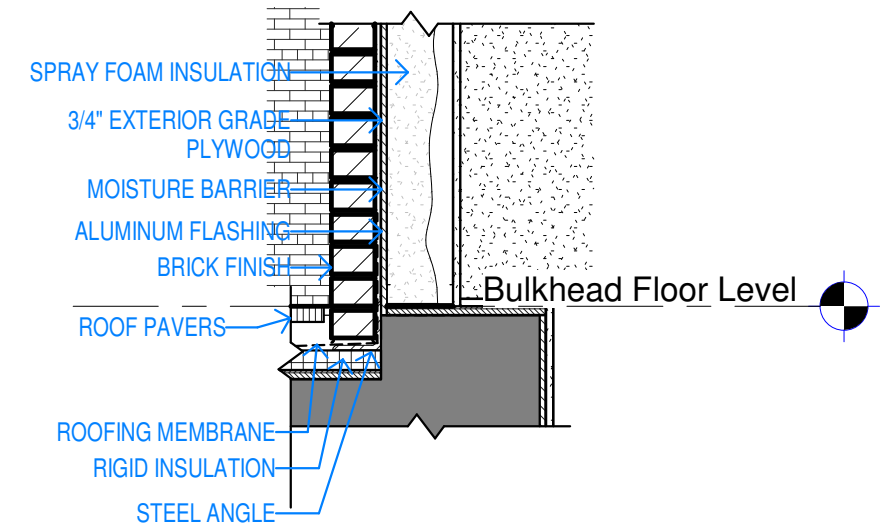 SPRAY FOAM INSULATION
3/4" EXTERIOR GRADE
PLYWOOD
MOISTURE BARRIER
ALUMINUM FLASHING
BRICK FINISH
Bulkhead Floor Level
ROOF PAVERS
ROOFING MEMBRANE
RIGID INSULATION
STEEL ANGLE